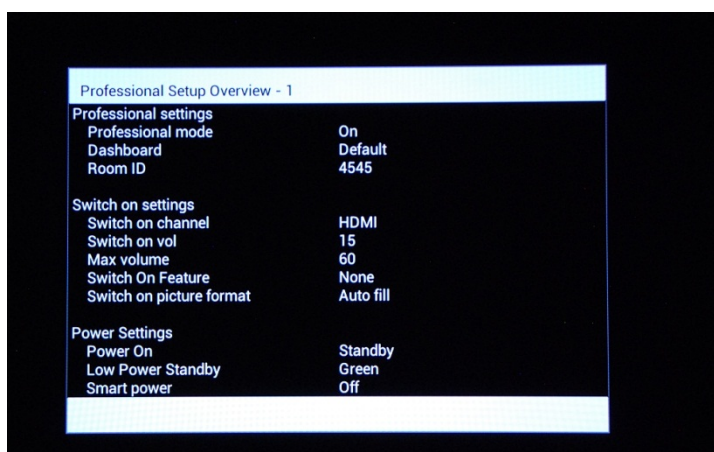 Professional Setup Overview - 1
Professional settings
Professional mode On
Dashboard Default
Room ID 4545
Switch on settings
Switch on channel HDMI
Switch on vol 15
Max volume 60
Switch On Feature None
Switch on picture format Auto fill
Power Settings
Power On Standby
Low Power Standby Green
Smart power Off